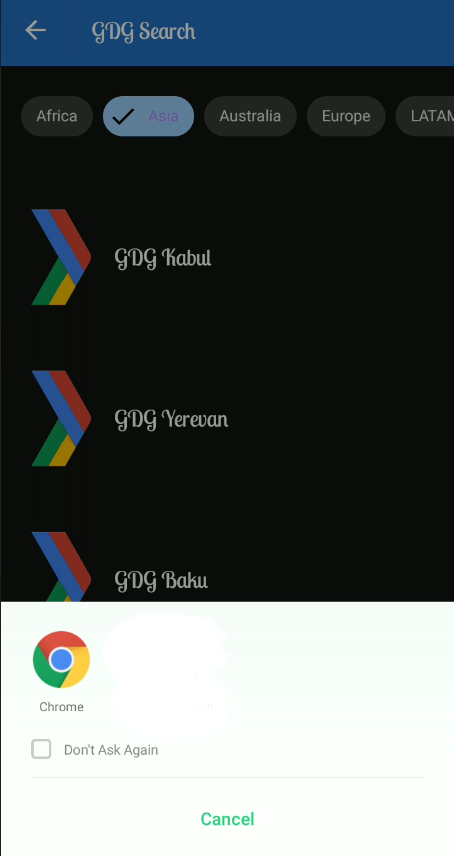 GDG Search
Africa
Asia
Australia
Europe
LATAM
GDG Kabul
GDG Yerevan
GDG Baku
Chrome
Don't Ask Again
Cancel